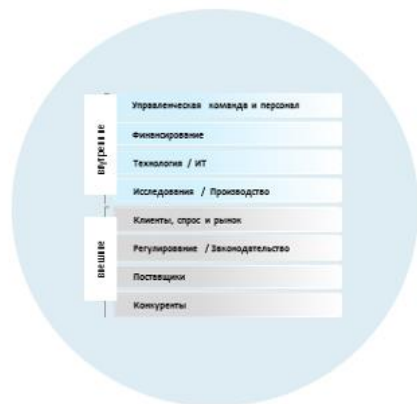 внутренние
Управленческая команда и персонал
Финансирование
Технология / ИТ
Исследования / Производство
внешние
Клиенты, спрос и рынок
Регулирование / Законодательство
Поставщики
Конкуренты